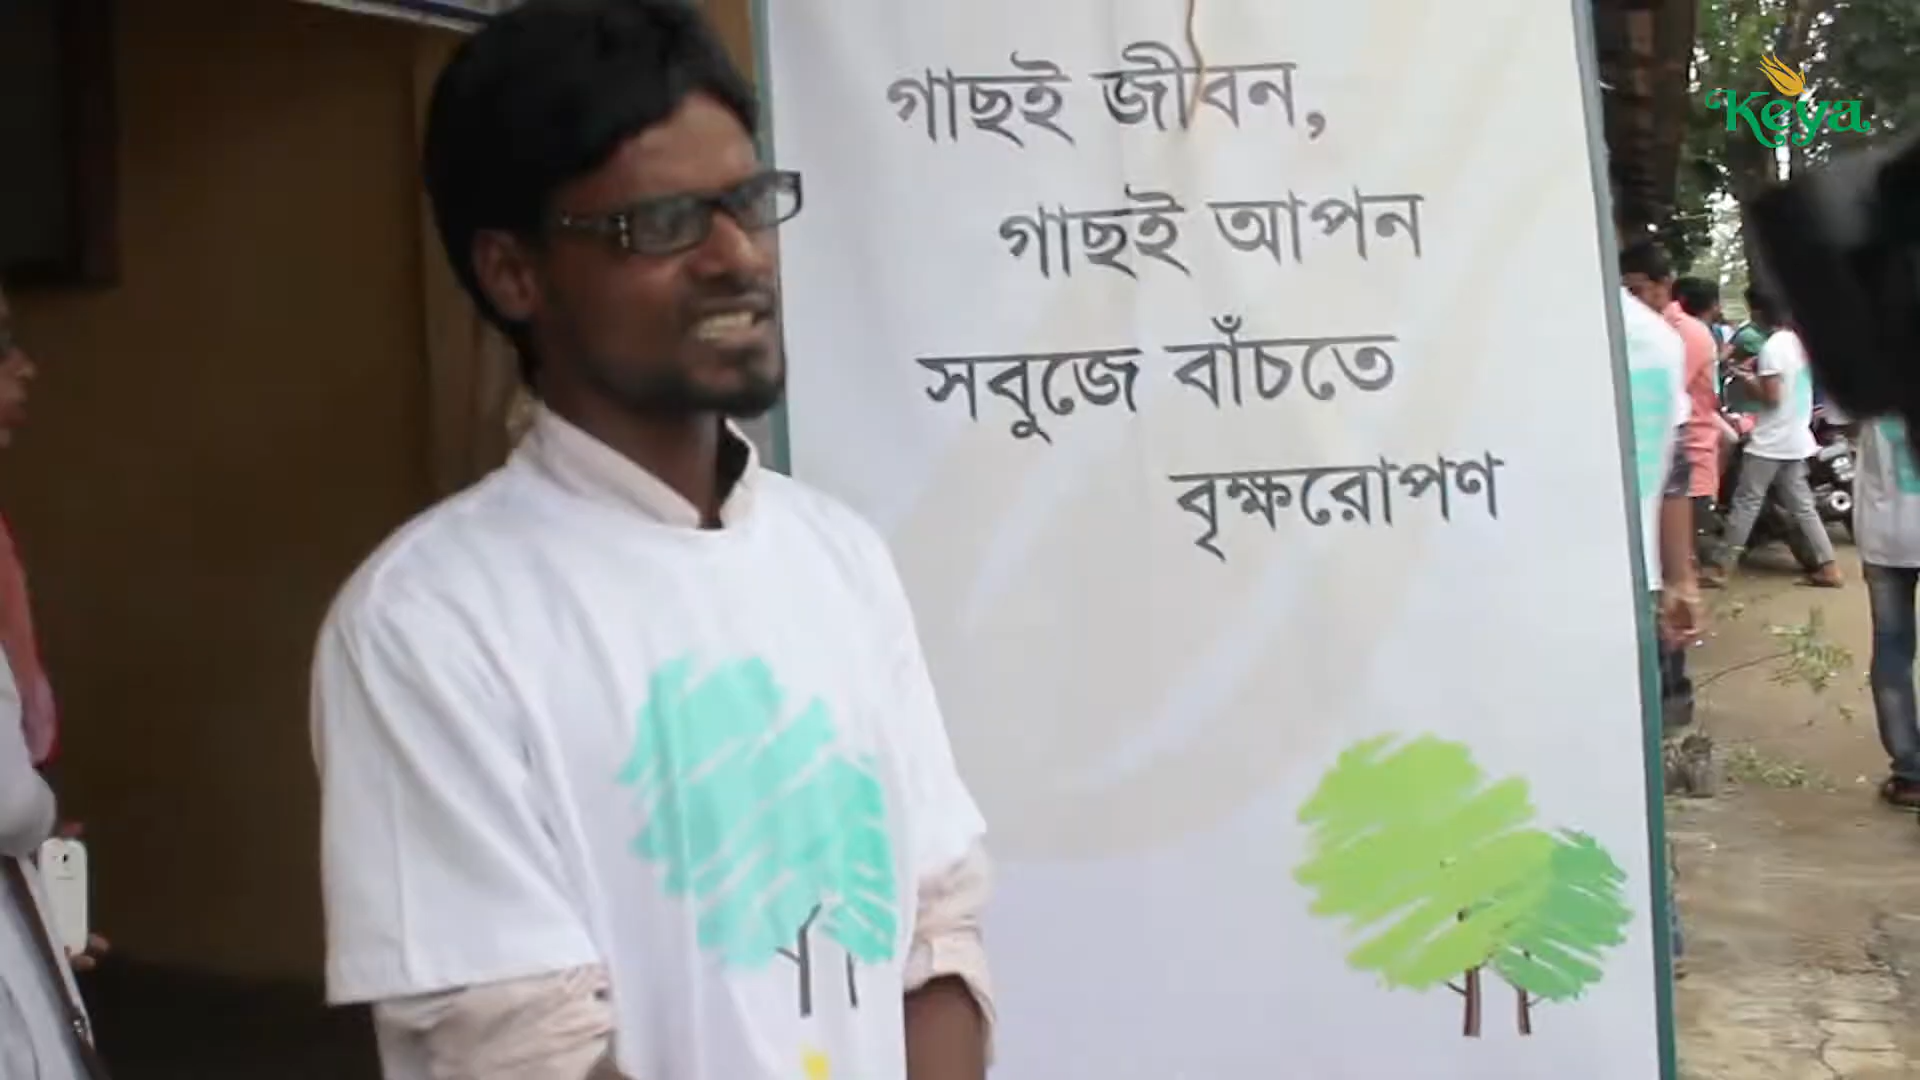 গাছই জীবন,
গাছই আপন
সবুজে বাঁচতে
বৃক্ষরোপণ
Keya